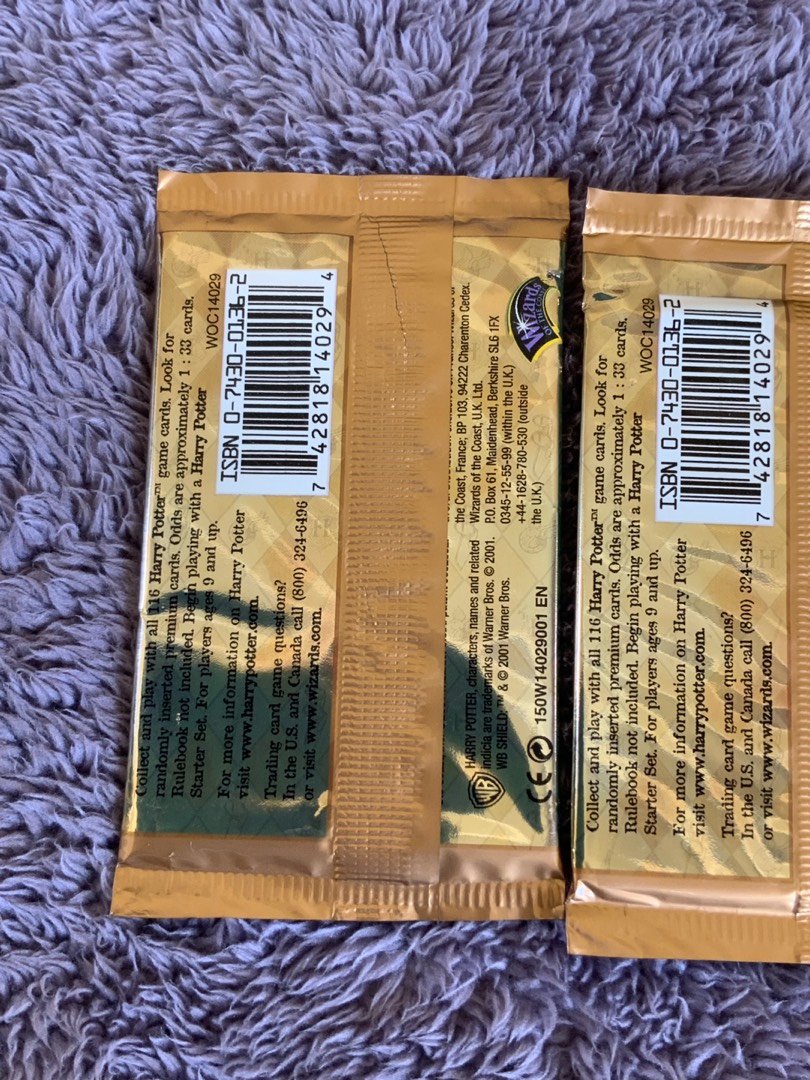 Collect and play with all 116 Harry Potter™ game cards. Look for
randomly inserted premium cards. Odds are approximately 1 : 33 cards.
Rulebook not included. Begin playing with a Harry Potter
Starter Set. For players ages 9 and up.
WOC14029
For more information on Harry Potter
visit www.harrypotter.com.
Trading card game questions?
In the U.S. and Canada call (800) 324-6496
or visit www.wizards.com.
ISBN 0-7430-0136-2
7 42818 14029 4
HARRY POTTER, characters, names and related
indicia are trademarks of Warner Bros. © 2001.
WB SHIELD: ™ & © 2001 Warner Bros.
WB
CE 150W14029001 EN
the Coast, France; BP 103, 94222 Charenton Cedex.
Wizards of the Coast, U.K. Ltd.
P.O. Box 61, Maidenhead, Berkshire SL6 1FX
0345-12-55-99 (within the U.K.)
+44-1628-780-530 (outside
the U.K.)
Wizards
OF THE COAST
Collect and play with all 116 Harry Potter™ game cards. Look for
randomly inserted premium cards. Odds are approximately 1 : 33 cards.
Rulebook not included. Begin playing with a Harry Potter
Starter Set. For players ages 9 and up.
WOC14029
For more information on Harry Potter
visit www.harrypotter.com.
Trading card game questions?
In the U.S. and Canada call (800) 324-6496
or visit www.wizards.com.
ISBN 0-7430-0136-2
7 42818 14029 4